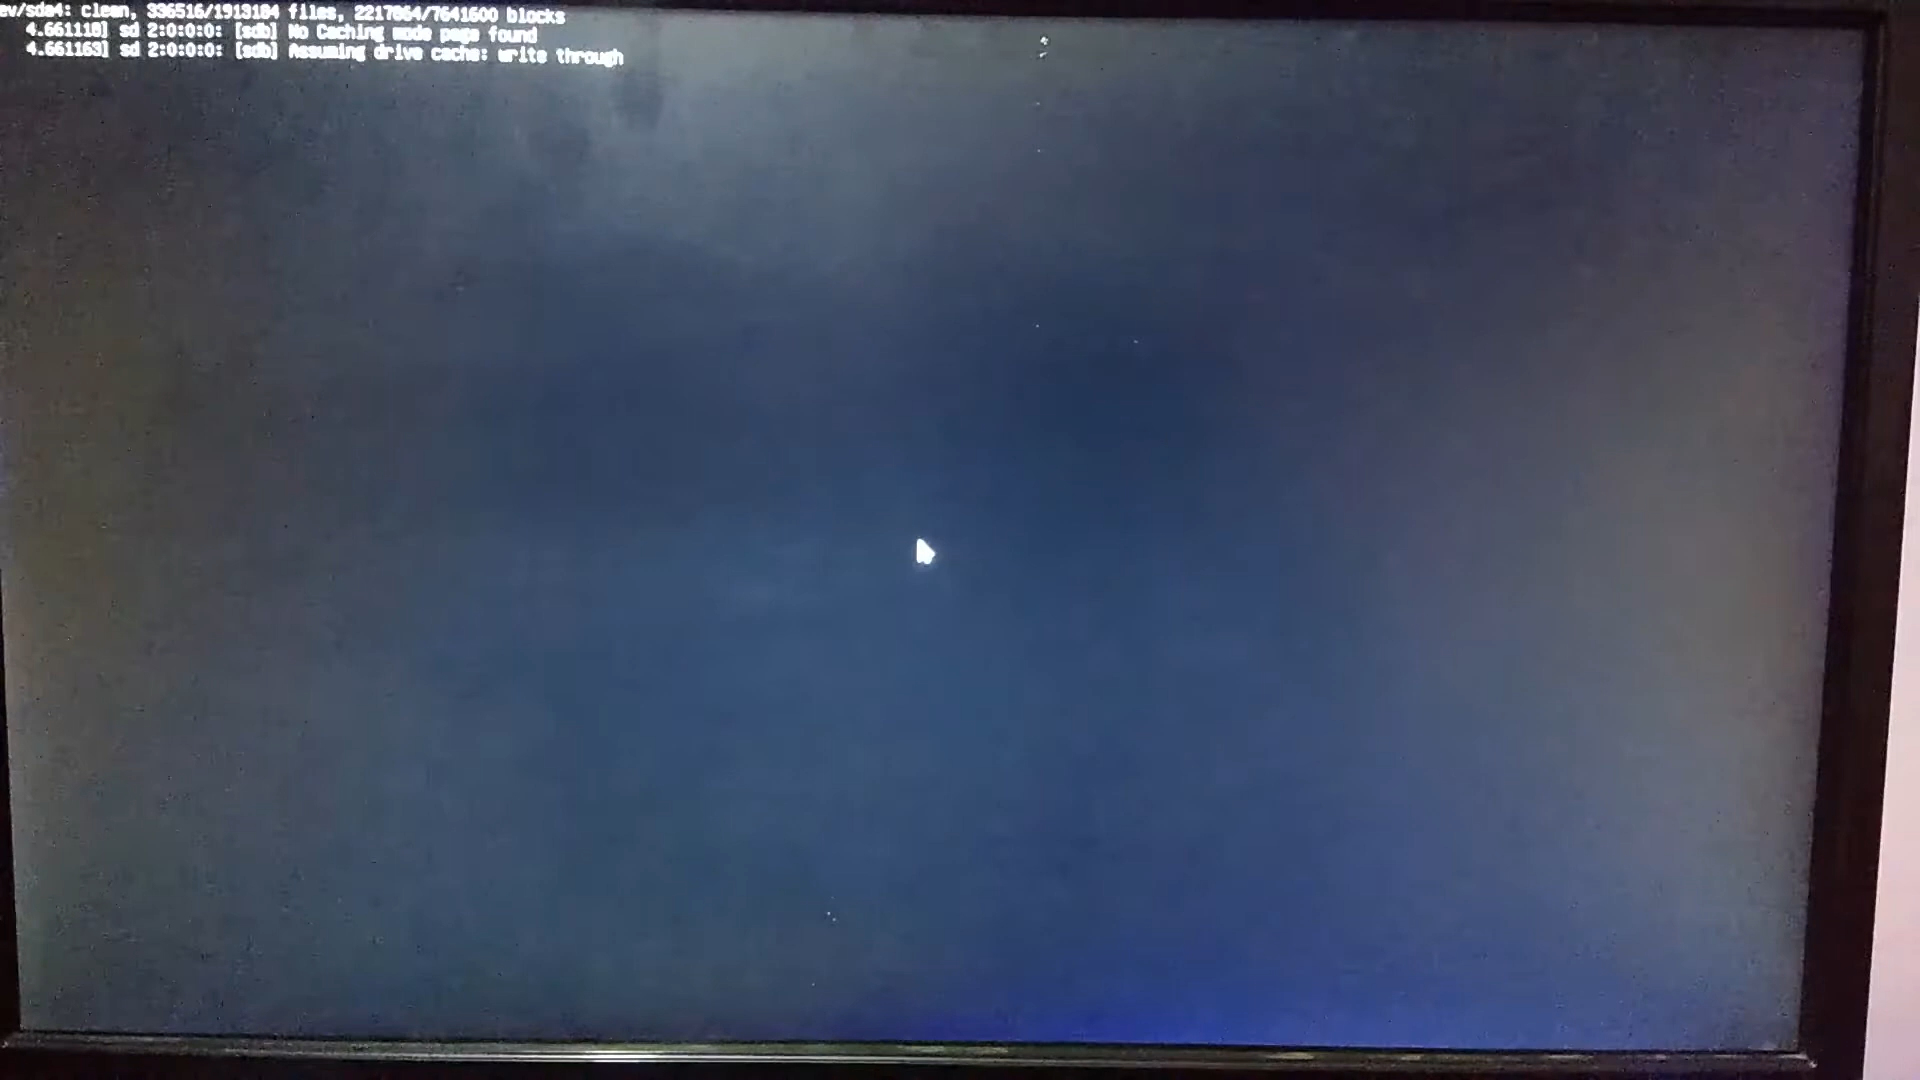 ev/sda4: clean, 336516/1913184 files, 2217864/7641600 blocks
4.661118] sd 2:0:0:0: [sdb] No Caching mode page found
4.661163] sd 2:0:0:0: [sdb] Assuming drive cache: write through